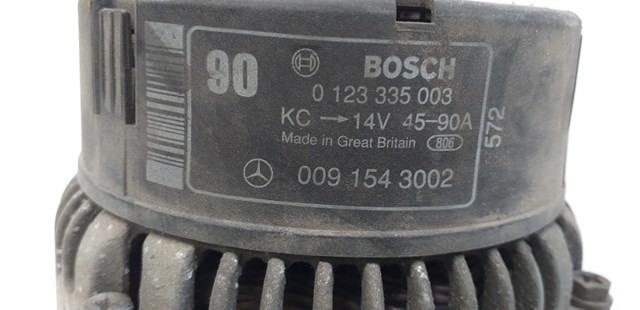 90 BOSCH
0 123 335 003
KC → 14V 45-90A
Made in Great Britain 806
009 154 3002
572